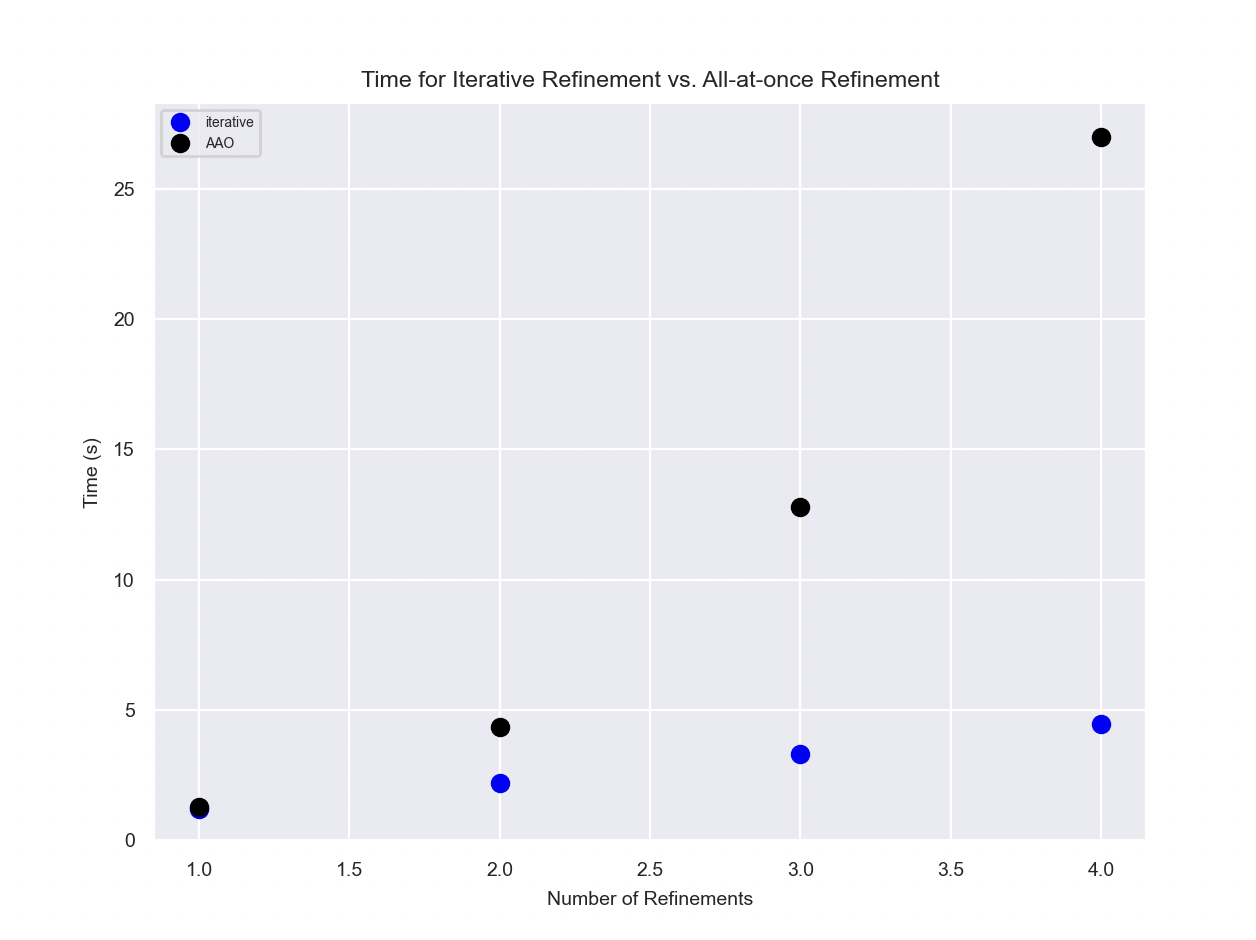 Time for Iterative Refinement vs. All-at-once Refinement
iterative
AAO
25
20
15
10
5
0
Time (s)
1.0 1.5 2.0 2.5 3.0 3.5 4.0
Number of Refinements